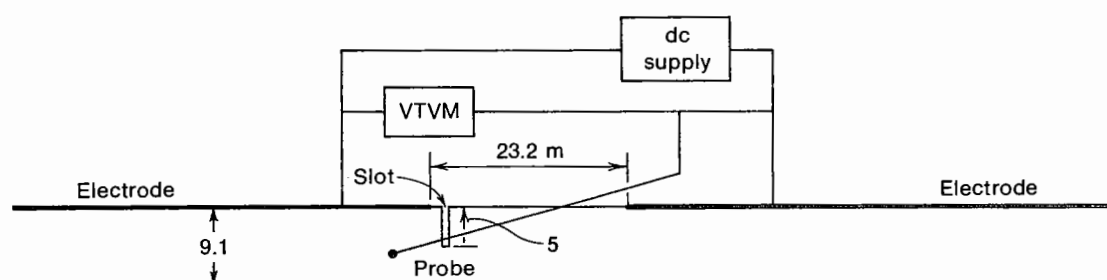 dc
supply
VTVM
23.2 m
Slot
Electrode
Electrode
9.1
5
Probe